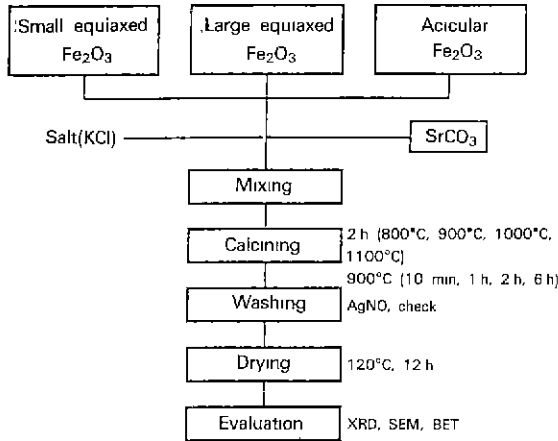 Small equiaxed
Fe₂O₃
Large equiaxed
Fe₂O₃
Acicular
Fe₂O₃
Salt(KCl)
SrCO₃
Mixing
Calcining
2 h (800°C, 900°C, 1000°C,
1100°C)
900°C (10 min, 1 h, 2 h, 6 h)
Washing
AgNO, check
Drying
120°C, 12 h
Evaluation
XRD, SEM, BET